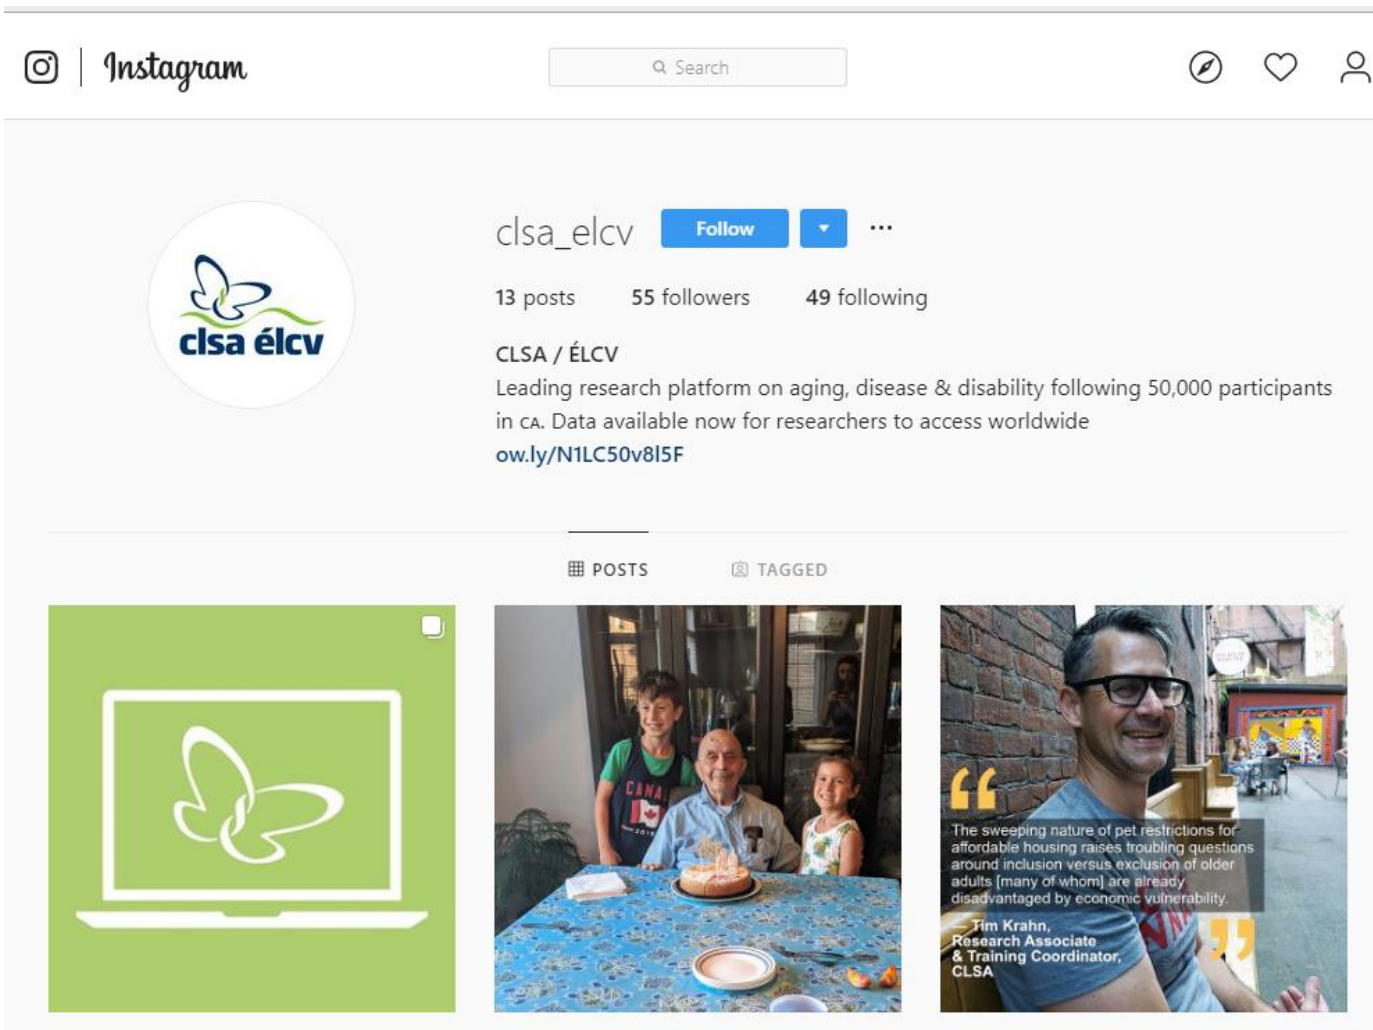 Instagram
Search
clsa_elcv Follow ...
13 posts 55 followers 49 following
clsa élcv
CLSA / ÉLCV
Leading research platform on aging, disease & disability following 50,000 participants
in CA. Data available now for researchers to access worldwide
ow.ly/N1LC50v8l5F
POSTS TAGGED
CANA
The sweeping nature of pet restrictions for
affordable housing raises troubling questions
around inclusion versus exclusion of older
adults [many of whom] are already
disadvantaged by economic vulnerability.
— Tim Krahn,
Research Associate
& Training Coordinator,
CLSA